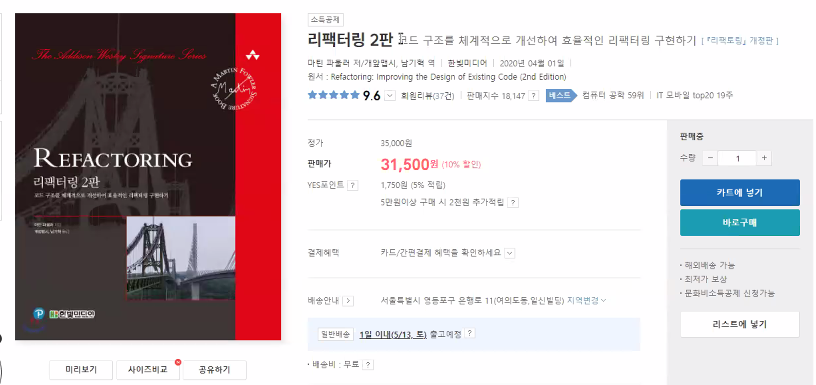 The Addison Wesley Signature Series
A MARTIN FOWLER SIGNATURE BOOK
Martin
REFACTORING
리팩터링 2판
코드 구조를 체계적으로 개선하여 효율적인 리팩터링 구현하기
한빛미디어
미리보기
사이즈비교
공유하기
소득공제
리팩터링 2판 코드 구조를 체계적으로 개선하여 효율적인 리팩터링 구현하기 [ 『리팩토링』 개정판 ]
마틴 파울러 저/개앞맵시, 남기혁 역 | 한빛미디어 | 2020년 04월 01일 |
원서 : Refactoring: Improving the Design of Existing Code (2nd Edition)
★★★★★ 9.6 회원리뷰(37건) | 판매지수 18,147 ? 베스트 컴퓨터 공학 59위 | IT 모바일 top20 19주
정가 35,000원
판매가 31,500원 (10% 할인)
YES포인트 ? 1,750원 (5% 적립)
5만원이상 구매 시 2천원 추가적립 ?
결제혜택 카드/간편결제 혜택을 확인하세요
배송안내 서울특별시 영등포구 은행로 11(여의도동,일신빌딩) 지역변경
일반배송 1일 이내(5/13, 토) 출고예정 ?
· 배송비 : 무료 ?
판매중
수량 − 1 +
카트에 넣기
바로구매
· 해외배송 가능
· 최저가 보상
· 문화비소득공제 신청가능
리스트에 넣기